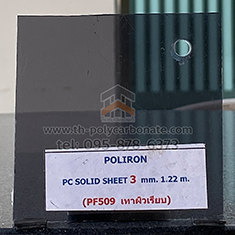 www.th-polycarbonate.com
tel: 095-878-6373
POLIRON
PC SOLID SHEET 3 mm. 1.22 m.
(PF509 เทาผิวเรียบ)